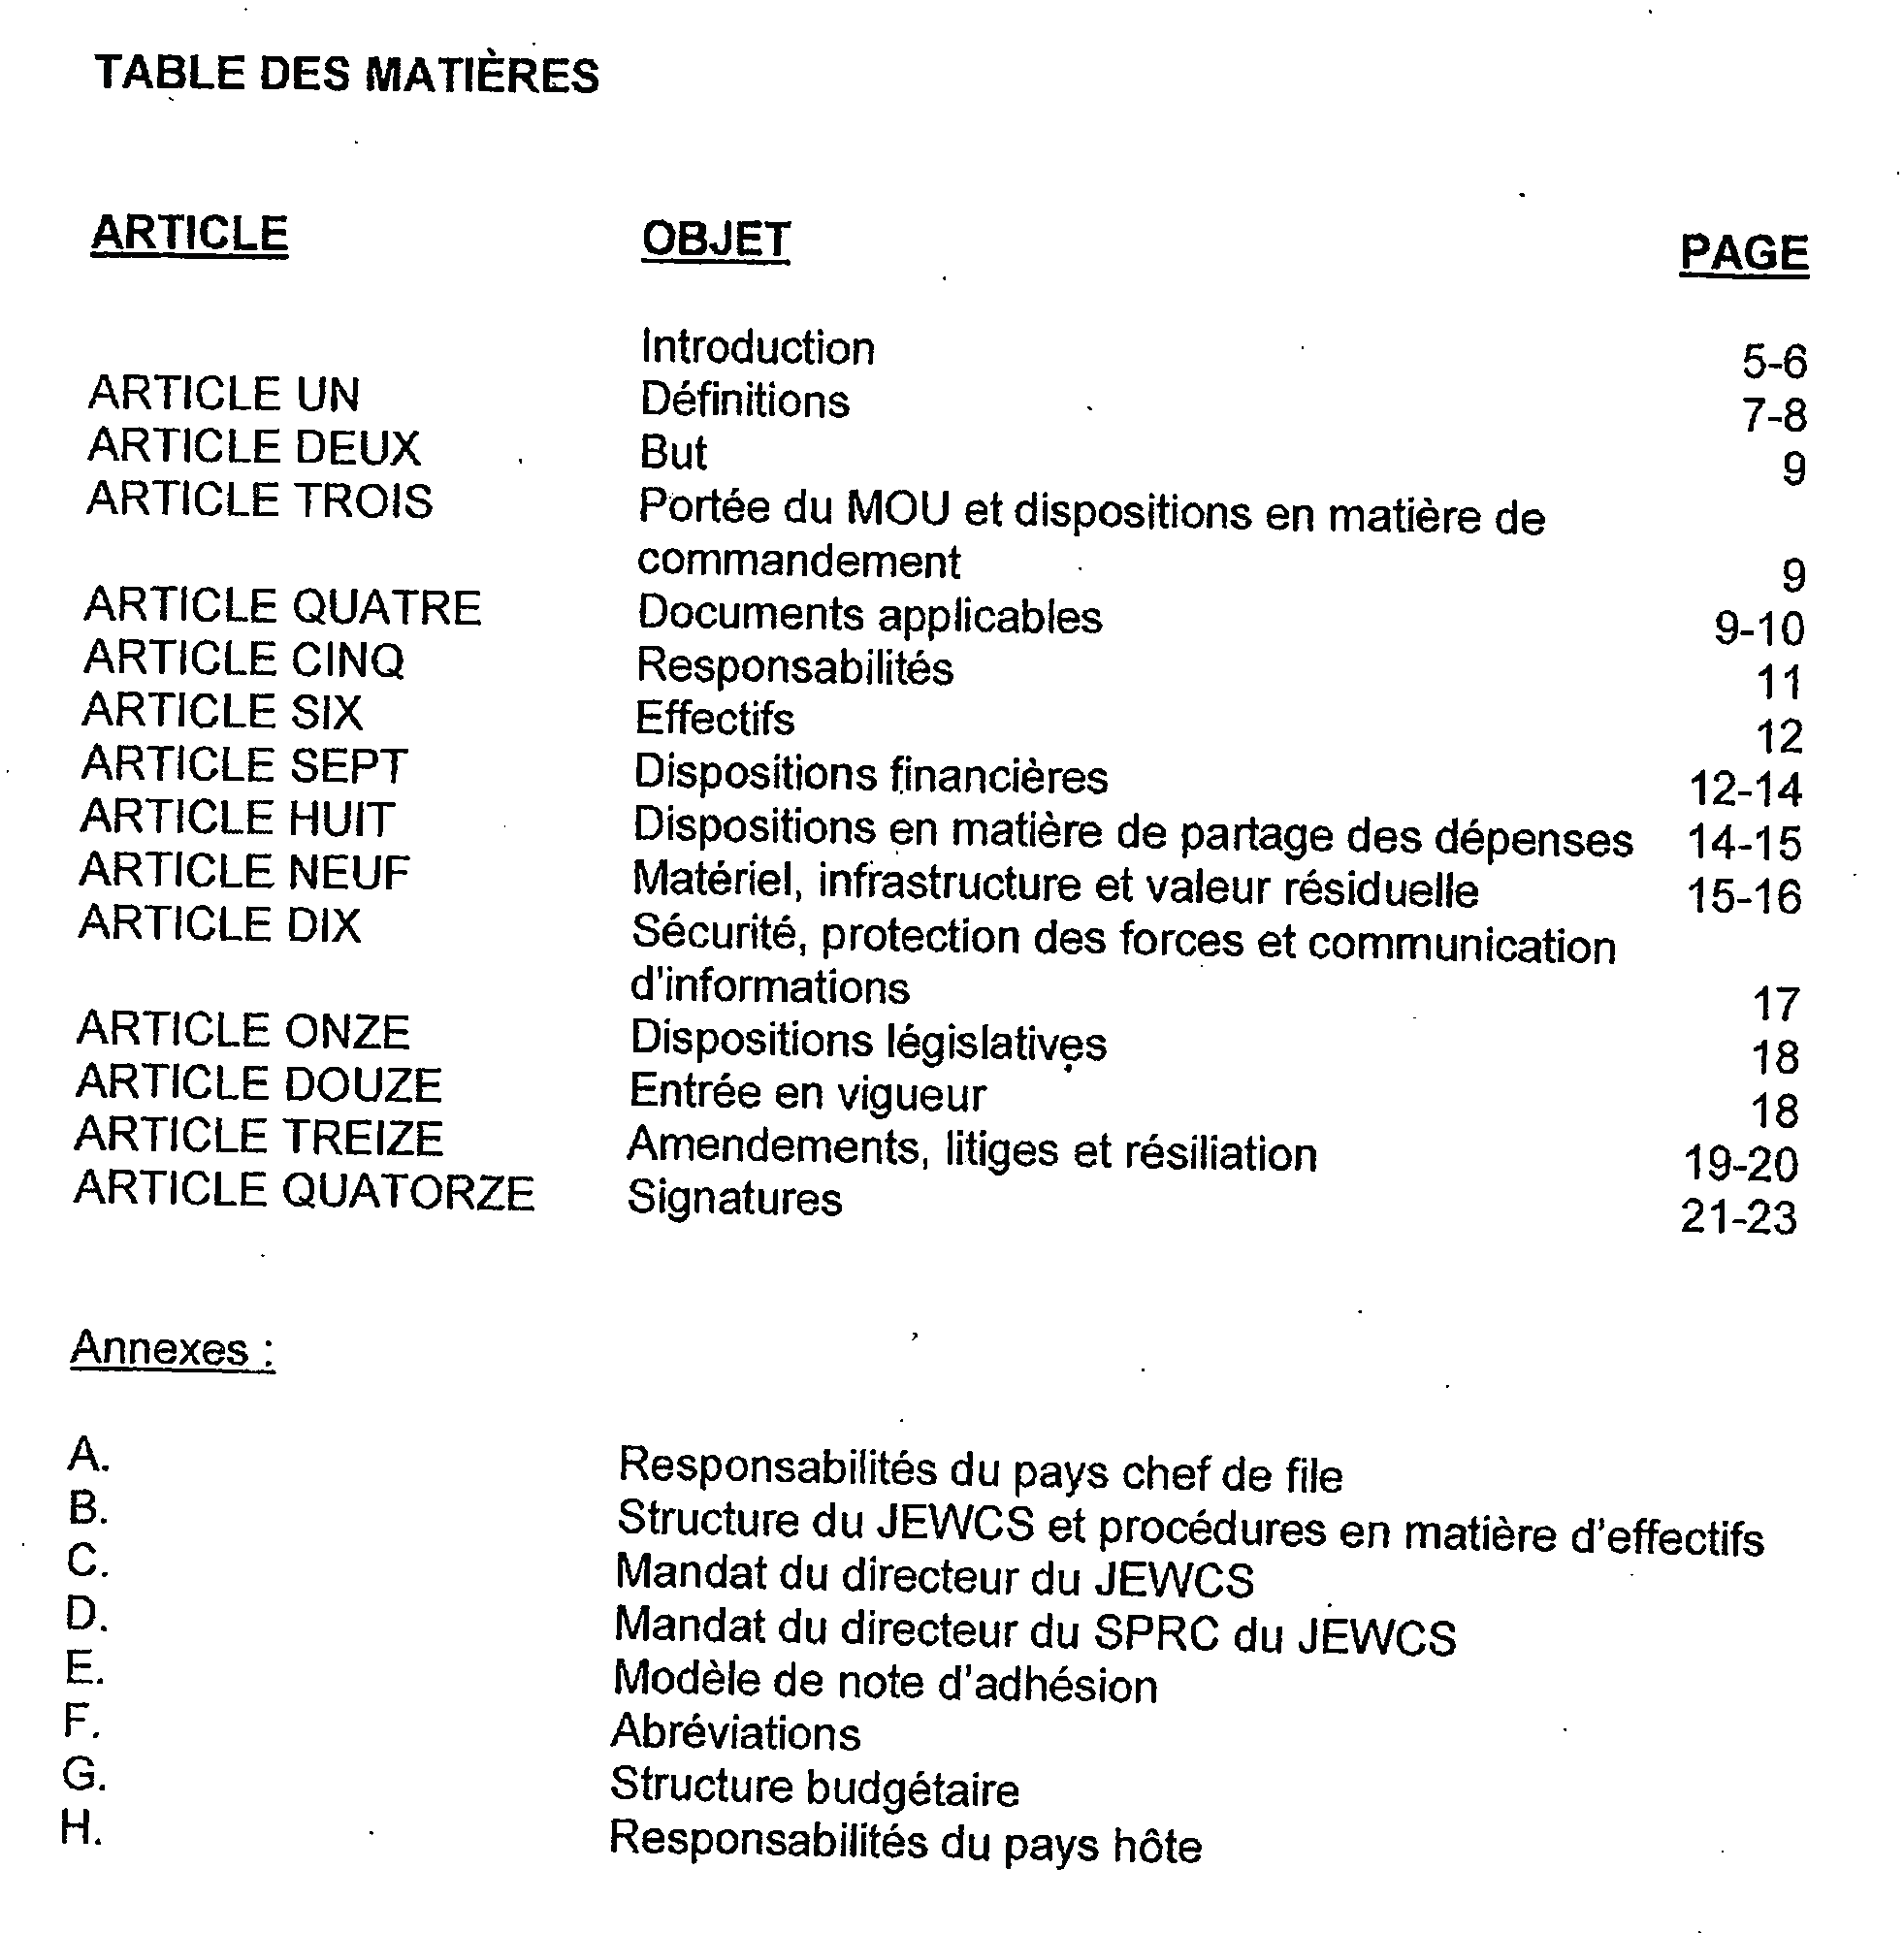 TABLE DES MATIÈRES
ARTICLE OBJET PAGE
Introduction 5-6
ARTICLE UN Définitions 7-8
ARTICLE DEUX But 9
ARTICLE TROIS Portée du MOU et dispositions en matière de
commandement 9
ARTICLE QUATRE Documents applicables 9-10
ARTICLE CINQ Responsabilités 11
ARTICLE SIX Effectifs 12
ARTICLE SEPT Dispositions financières 12-14
ARTICLE HUIT Dispositions en matière de partage des dépenses 14-15
ARTICLE NEUF Matériel, infrastructure et valeur résiduelle 15-16
ARTICLE DIX Sécurité, protection des forces et communication
d'informations 17
ARTICLE ONZE Dispositions législatives 18
ARTICLE DOUZE Entrée en vigueur 18
ARTICLE TREIZE Amendements, litiges et résiliation 19-20
ARTICLE QUATORZE Signatures 21-23
Annexes :
A. Responsabilités du pays chef de file
B. Structure du JEWCS et procédures en matière d'effectifs
C. Mandat du directeur du JEWCS
D. Mandat du directeur du SPRC du JEWCS
E. Modèle de note d'adhésion
F. Abréviations
G. Structure budgétaire
H. Responsabilités du pays hôte